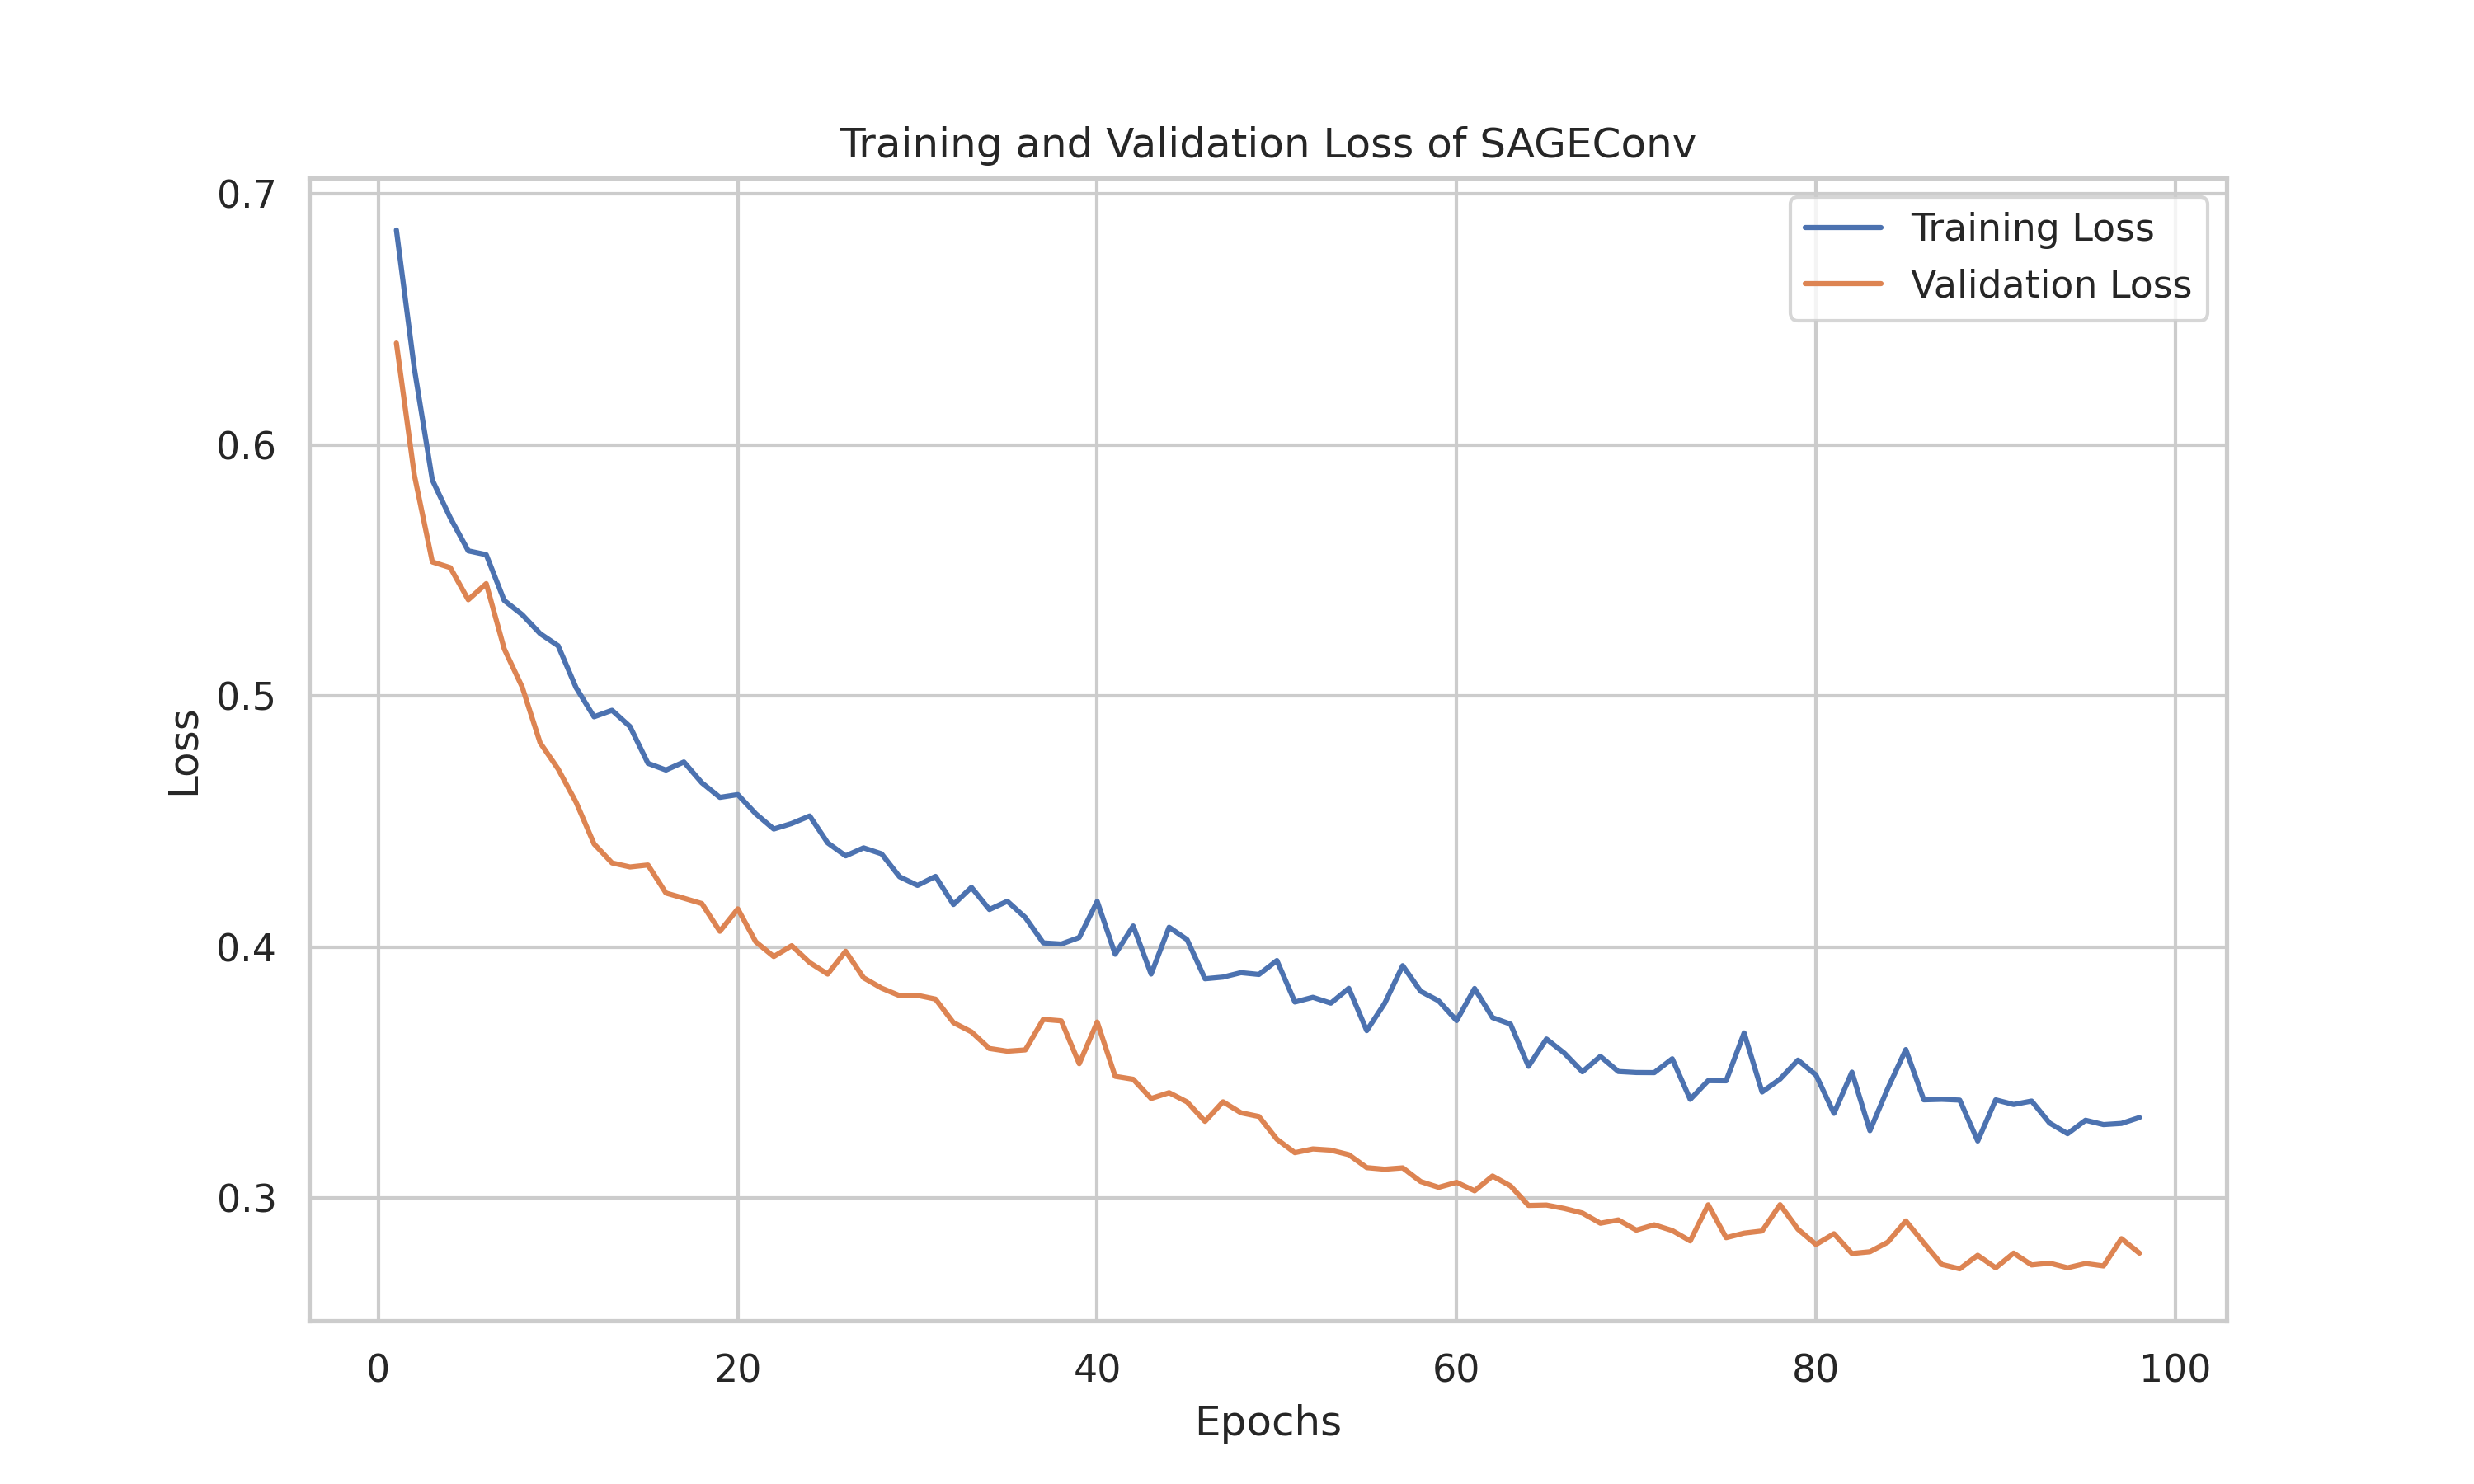 Training and Validation Loss of SAGEConv
Training Loss
Validation Loss
0.7
0.6
0.5
0.4
0.3
Loss
0 20 40 60 80 100
Epochs